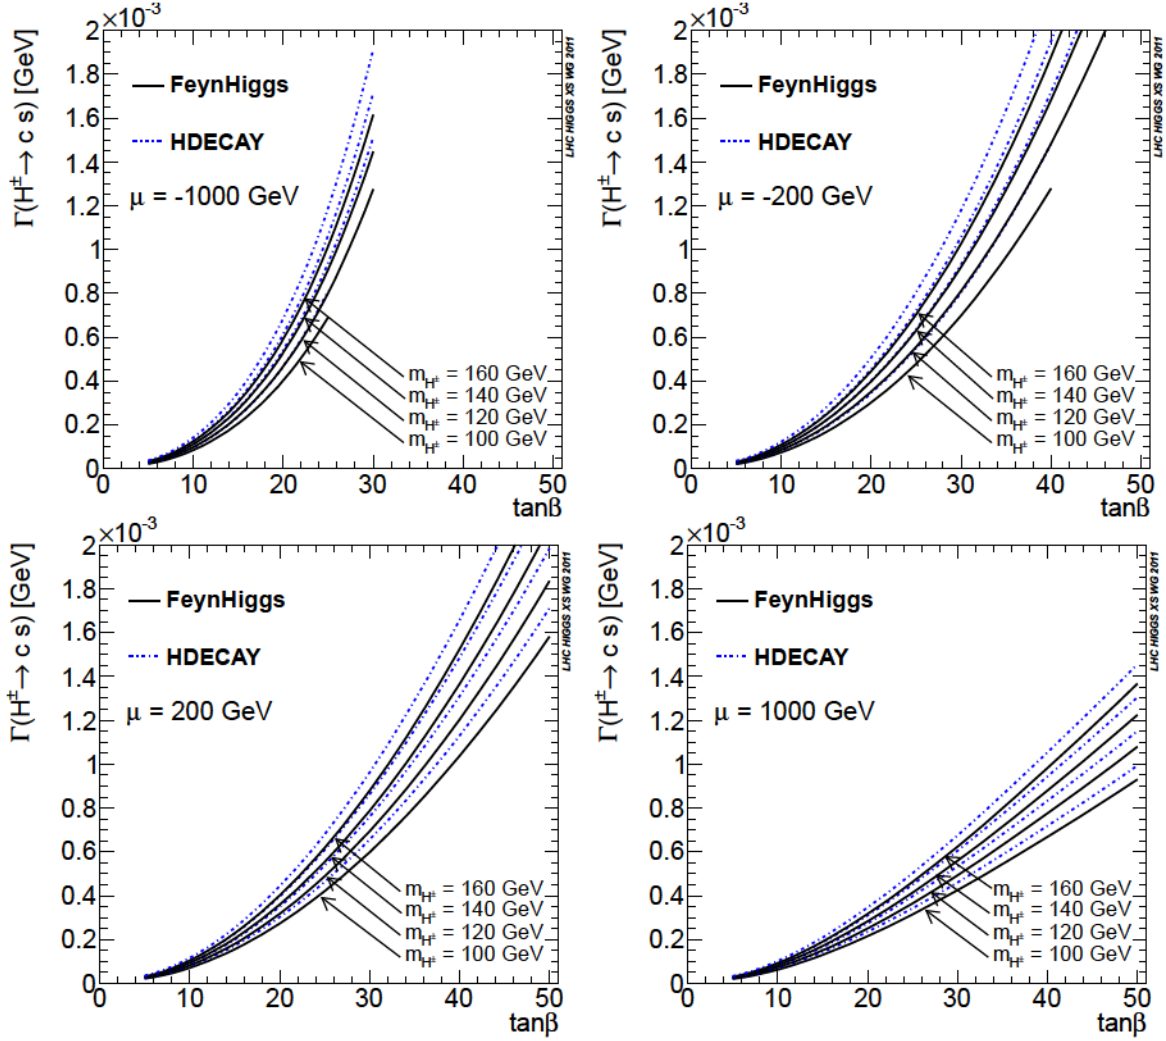 ×10⁻³
Γ(H± → c s) [GeV]
2
1.8
1.6
1.4
1.2
1
0.8
0.6
0.4
0.2
0
FeynHiggs
HDECAY
μ = -1000 GeV
m_H± = 160 GeV
m_H± = 140 GeV
m_H± = 120 GeV
m_H± = 100 GeV
0 10 20 30 40 50
tanβ
LHC HIGGS XS WG 2011
×10⁻³
Γ(H± → c s) [GeV]
2
1.8
1.6
1.4
1.2
1
0.8
0.6
0.4
0.2
0
FeynHiggs
HDECAY
μ = -200 GeV
m_H± = 160 GeV
m_H± = 140 GeV
m_H± = 120 GeV
m_H± = 100 GeV
0 10 20 30 40 50
tanβ
LHC HIGGS XS WG 2011
×10⁻³
Γ(H± → c s) [GeV]
2
1.8
1.6
1.4
1.2
1
0.8
0.6
0.4
0.2
0
FeynHiggs
HDECAY
μ = 200 GeV
m_H± = 160 GeV
m_H± = 140 GeV
m_H± = 120 GeV
m_H± = 100 GeV
0 10 20 30 40 50
tanβ
LHC HIGGS XS WG 2011
×10⁻³
Γ(H± → c s) [GeV]
2
1.8
1.6
1.4
1.2
1
0.8
0.6
0.4
0.2
0
FeynHiggs
HDECAY
μ = 1000 GeV
m_H± = 160 GeV
m_H± = 140 GeV
m_H± = 120 GeV
m_H± = 100 GeV
0 10 20 30 40 50
tanβ
LHC HIGGS XS WG 2011